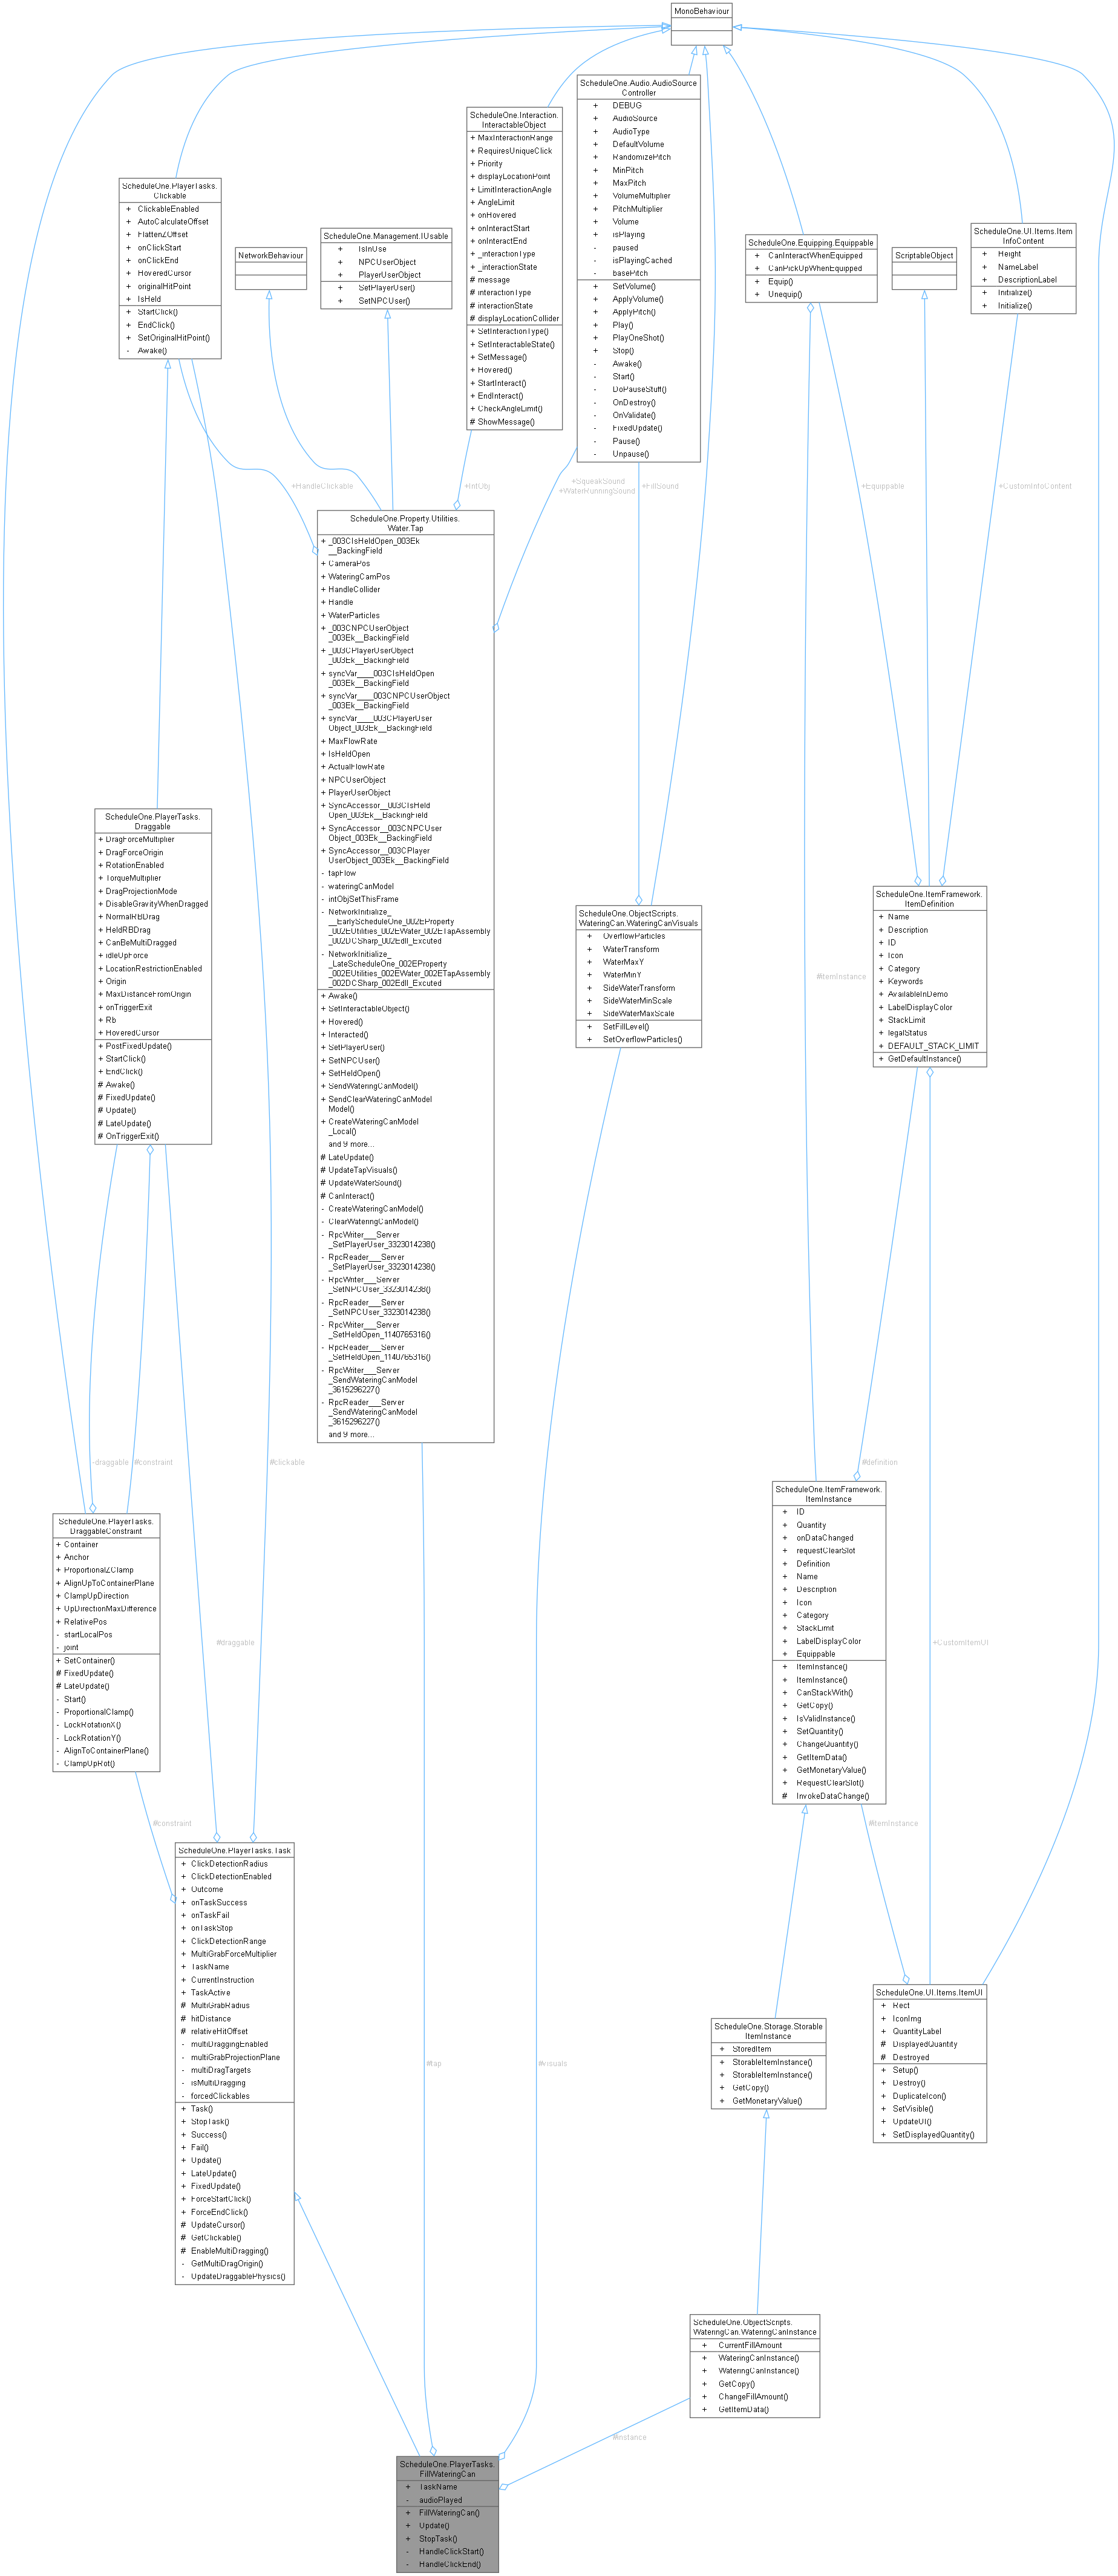 MonoBehaviour
ScheduleOne.Audio.AudioSource
Controller
+ DEBUG
+ AudioSource
+ AudioType
+ DefaultVolume
+ RandomizePitch
+ MinPitch
+ MaxPitch
+ VolumeMultiplier
+ PitchMultiplier
+ Volume
+ isPlaying
- paused
- isPlayingCached
- basePitch
+ SetVolume()
+ ApplyVolume()
+ ApplyPitch()
+ Play()
+ PlayOneShot()
+ Stop()
- Awake()
- Start()
- DoPauseStuff()
- OnDestroy()
- OnValidate()
- FixedUpdate()
- Pause()
- Unpause()
ScheduleOne.Interaction.
InteractableObject
+ MaxInteractionRange
+ RequiresUniqueClick
+ Priority
+ displayLocationPoint
+ LimitInteractionAngle
+ AngleLimit
+ onHovered
+ onInteractStart
+ onInteractEnd
+ _interactionType
+ _interactionState
# message
# interactionType
# interactionState
# displayLocationCollider
+ SetInteractionType()
+ SetInteractableState()
+ SetMessage()
+ Hovered()
+ StartInteract()
+ EndInteract()
+ CheckAngleLimit()
# ShowMessage()
ScheduleOne.PlayerTasks.
Clickable
+ ClickableEnabled
+ AutoCalculateOffset
+ FlattenZOffset
+ onClickStart
+ onClickEnd
+ HoveredCursor
+ originalHitPoint
+ IsHeld
+ StartClick()
+ EndClick()
+ SetOriginalHitPoint()
- Awake()
NetworkBehaviour
ScheduleOne.Management.IUsable
+ IsInUse
+ NPCUserObject
+ PlayerUserObject
+ SetPlayerUser()
+ SetNPCUser()
ScheduleOne.Equipping.Equippable
+ CanInteractWhenEquipped
+ CanPickUpWhenEquipped
+ Equip()
+ Unequip()
ScriptableObject
ScheduleOne.UI.Items.Item
InfoContent
+ Height
+ NameLabel
+ DescriptionLabel
+ Initialize()
+ Initialize()
+HandleClickable
+IntObj
+SqueakSound
+WaterRunningSound
+FillSound
+Equippable
+CustomInfoContent
ScheduleOne.Property.Utilities.
Water.Tap
+ _003CIsHeldOpen_003Ek
__BackingField
+ CameraPos
+ WateringCamPos
+ HandleCollider
+ Handle
+ WaterParticles
+ _003CNPCUserObject
_003Ek__BackingField
+ _003CPlayerUserObject
_003Ek__BackingField
+ syncVar____003CIsHeldOpen
_003Ek__BackingField
+ syncVar____003CNPCUserObject
_003Ek__BackingField
+ syncVar____003CPlayerUser
Object_003Ek__BackingField
+ MaxFlowRate
+ IsHeldOpen
+ ActualFlowRate
+ NPCUserObject
+ PlayerUserObject
+ SyncAccessor__003CIsHeld
Open_003Ek__BackingField
+ SyncAccessor__003CNPCUser
Object_003Ek__BackingField
+ SyncAccessor__003CPlayer
UserObject_003Ek__BackingField
- tapFlow
- wateringCanModel
- intObjSetThisFrame
- NetworkInitialize_
__EarlyScheduleOne_002EProperty
_002EUtilities_002EWater_002ETapAssembly
_002DCSharp_002Edll_Excuted
- NetworkInitialize_
_LateScheduleOne_002EProperty
_002EUtilities_002EWater_002ETapAssembly
_002DCSharp_002Edll_Excuted
+ Awake()
+ SetInteractableObject()
+ Hovered()
+ Interacted()
+ SetPlayerUser()
+ SetNPCUser()
+ SetHeldOpen()
+ SendWateringCanModel()
+ SendClearWateringCanModel
Model()
+ CreateWateringCanModel
_Local()
and 9 more...
# LateUpdate()
# UpdateTapVisuals()
# UpdateWaterSound()
# CanInteract()
- CreateWateringCanModel()
- ClearWateringCanModel()
- RpcWriter___Server
_SetPlayerUser_3323014238()
- RpcReader___Server
_SetPlayerUser_3323014238()
- RpcWriter___Server
_SetNPCUser_3323014238()
- RpcReader___Server
_SetNPCUser_3323014238()
- RpcWriter___Server
_SetHeldOpen_1140765316()
- RpcReader___Server
_SetHeldOpen_1140765316()
- RpcWriter___Server
_SendWateringCanModel
_3615296227()
- RpcReader___Server
_SendWateringCanModel
_3615296227()
and 9 more...
ScheduleOne.PlayerTasks.
Draggable
+ DragForceMultiplier
+ DragForceOrigin
+ RotationEnabled
+ TorqueMultiplier
+ DragProjectionMode
+ DisableGravityWhenDragged
+ NormalRBDrag
+ HeldRBDrag
+ CanBeMultiDragged
+ idleUpForce
+ LocationRestrictionEnabled
+ Origin
+ MaxDistanceFromOrigin
+ onTriggerExit
+ Rb
+ HoveredCursor
+ PostFixedUpdate()
+ StartClick()
+ EndClick()
# Awake()
# FixedUpdate()
# Update()
# LateUpdate()
# OnTriggerExit()
ScheduleOne.ObjectScripts.
WateringCan.WateringCanVisuals
+ OverflowParticles
+ WaterTransform
+ WaterMaxY
+ WaterMinY
+ SideWaterTransform
+ SideWaterMinScale
+ SideWaterMaxScale
+ SetFillLevel()
+ SetOverflowParticles()
ScheduleOne.ItemFramework.
ItemDefinition
+ Name
+ Description
+ ID
+ Icon
+ Category
+ Keywords
+ AvailableInDemo
+ LabelDisplayColor
+ StackLimit
+ legalStatus
+ DEFAULT_STACK_LIMIT
+ GetDefaultInstance()
#itemInstance
-draggable
#constraint
#clickable
#definition
ScheduleOne.PlayerTasks.
DraggableConstraint
+ Container
+ Anchor
+ ProportionalZClamp
+ AlignUpToContainerPlane
+ ClampUpDirection
+ UpDirectionMaxDifference
+ RelativePos
- startLocalPos
- joint
+ SetContainer()
# FixedUpdate()
# LateUpdate()
- Start()
- ProportionalClamp()
- LockRotationX()
- LockRotationY()
- AlignToContainerPlane()
- ClampUpRot()
ScheduleOne.ItemFramework.
ItemInstance
+ ID
+ Quantity
+ onDataChanged
+ requestClearSlot
+ Definition
+ Name
+ Description
+ Icon
+ Category
+ StackLimit
+ LabelDisplayColor
+ Equippable
+ ItemInstance()
+ ItemInstance()
+ CanStackWith()
+ GetCopy()
+ IsValidInstance()
+ SetQuantity()
+ ChangeQuantity()
+ GetItemData()
+ GetMonetaryValue()
+ RequestClearSlot()
# InvokeDataChange()
#draggable
+CustomItemUI
#constraint
#itemInstance
ScheduleOne.PlayerTasks.Task
+ ClickDetectionRadius
+ ClickDetectionEnabled
+ Outcome
+ onTaskSuccess
+ onTaskFail
+ onTaskStop
+ ClickDetectionRange
+ MultiGrabForceMultiplier
+ TaskName
+ CurrentInstruction
+ TaskActive
# MultiGrabRadius
# hitDistance
# relativeHitOffset
- multiDraggingEnabled
- multiGrabProjectionPlane
- multiDragTargets
- isMultiDragging
- forcedClickables
+ Task()
+ StopTask()
+ Success()
+ Fail()
+ Update()
+ LateUpdate()
+ FixedUpdate()
+ ForceStartClick()
+ ForceEndClick()
# UpdateCursor()
# GetClickable()
# EnableMultiDragging()
- GetMultiDragOrigin()
- UpdateDraggablePhysics()
ScheduleOne.UI.Items.ItemUI
+ Rect
+ IconImg
+ QuantityLabel
# DisplayedQuantity
# Destroyed
+ Setup()
+ Destroy()
+ DuplicateIcon()
+ SetVisible()
+ UpdateUI()
+ SetDisplayedQuantity()
ScheduleOne.Storage.Storable
ItemInstance
+ StoredItem
+ StorableItemInstance()
+ StorableItemInstance()
+ GetCopy()
+ GetMonetaryValue()
#tap
#visuals
ScheduleOne.ObjectScripts.
WateringCan.WateringCanInstance
+ CurrentFillAmount
+ WateringCanInstance()
+ WateringCanInstance()
+ GetCopy()
+ ChangeFillAmount()
+ GetItemData()
#instance
ScheduleOne.PlayerTasks.
FillWateringCan
+ TaskName
- audioPlayed
+ FillWateringCan()
+ Update()
+ StopTask()
- HandleClickStart()
- HandleClickEnd()